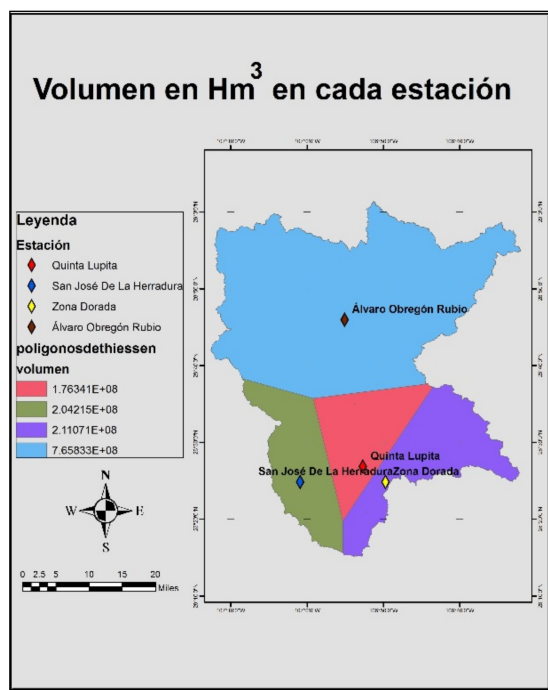 Volumen en Hm³ en cada estación
Leyenda
Estación
Quinta Lupita
San José De La Herradura
Zona Dorada
Álvaro Obregón Rubio
poligonosdethiessen
volumen
1.76341E+08
2.04215E+08
2.11071E+08
7.65833E+08
N
W E
S
0 2.5 5 10 15 20
Miles
Álvaro Obregón Rubio
Quinta Lupita
San José De La Herradura Zona Dorada